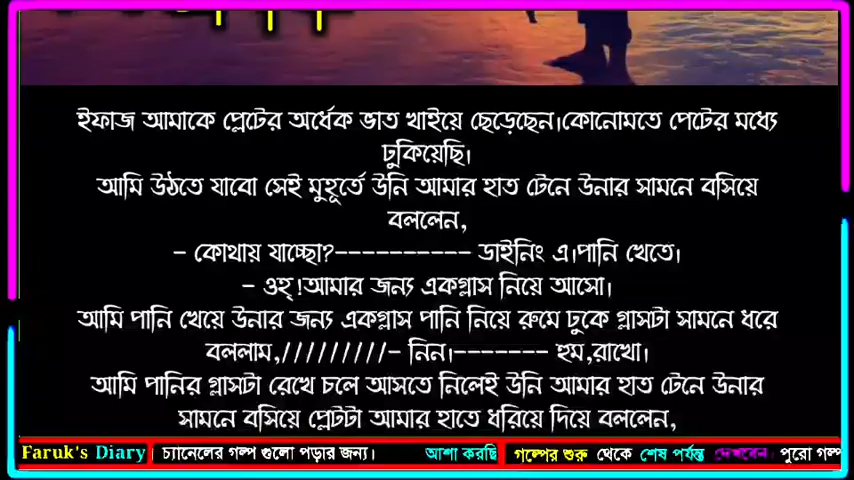 ইফাজ আমাকে প্লেটের অর্ধেক ভাত খাইয়ে ছেড়েছেন।কোনোমতে পেটের মধ্যে
ঢুকিয়েছি।
আমি উঠতে যাবো সেই মুহূর্তে উনি আমার হাত টেনে উনার সামনে বসিয়ে
বললেন,
– কোথায় যাচ্ছো?---------- ডাইনিং এ।পানি খেতে।
– ওহ্!আমার জন্য একগ্লাস নিয়ে আসো।
আমি পানি খেয়ে উনার জন্য একগ্লাস পানি নিয়ে রুমে ঢুকে গ্লাসটা সামনে ধরে
বললাম,/////////– নিন।------- হুম,রাখো।
আমি পানির গ্লাসটা রেখে চলে আসতে নিলেই উনি আমার হাত টেনে উনার
সামনে বসিয়ে প্লেটটা আমার হাতে ধরিয়ে দিয়ে বললেন,
Faruk's Diary চ্যানেলের গল্প গুলো পড়ার জন্য। আশা করছি গল্পের শুরু থেকে শেষ পর্যন্ত দেখবেন। পুরো গল্প